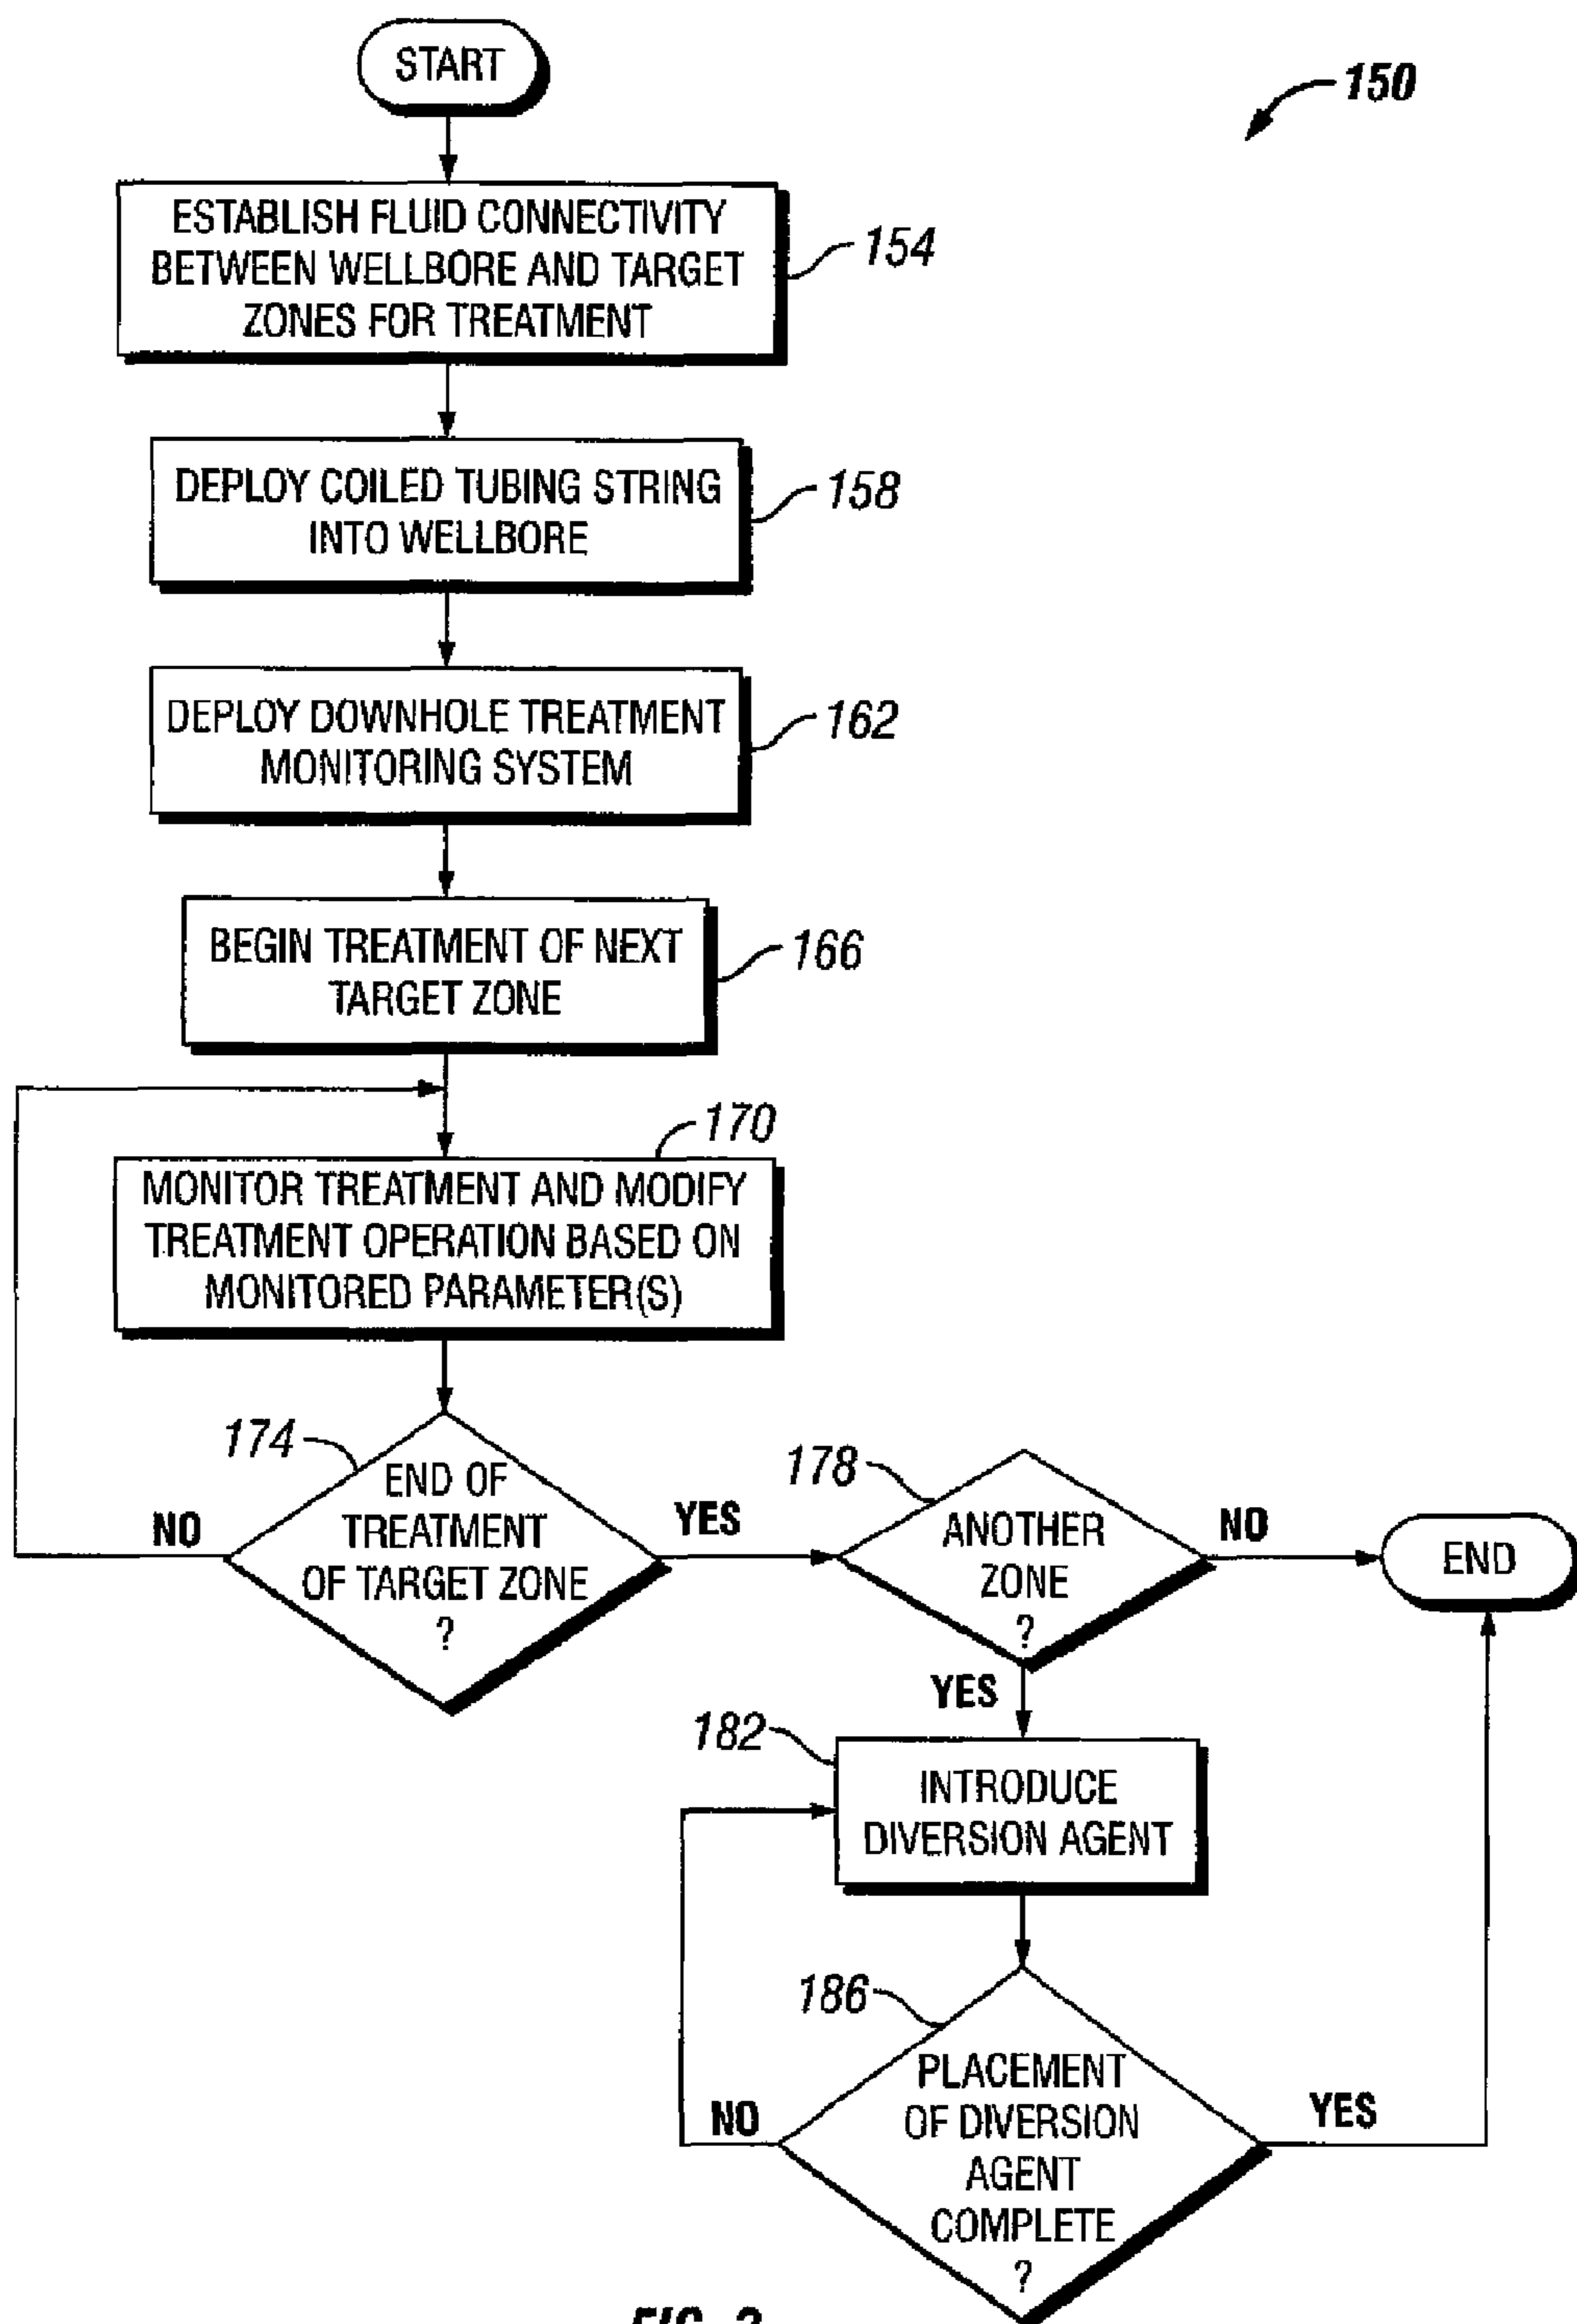 START
150
ESTABLISH FLUID CONNECTIVITY
BETWEEN WELLBORE AND TARGET
ZONES FOR TREATMENT
154
DEPLOY COILED TUBING STRING
INTO WELLBORE
158
DEPLOY DOWNHOLE TREATMENT
MONITORING SYSTEM
162
BEGIN TREATMENT OF NEXT
TARGET ZONE
166
170
MONITOR TREATMENT AND MODIFY
TREATMENT OPERATION BASED ON
MONITORED PARAMETER(S)
174
END OF
TREATMENT
OF TARGET ZONE
?
NO
YES
178
ANOTHER
ZONE
?
NO
END
YES
182
INTRODUCE
DIVERSION AGENT
186
PLACEMENT
OF DIVERSION
AGENT
COMPLETE
?
NO
YES
FIG.